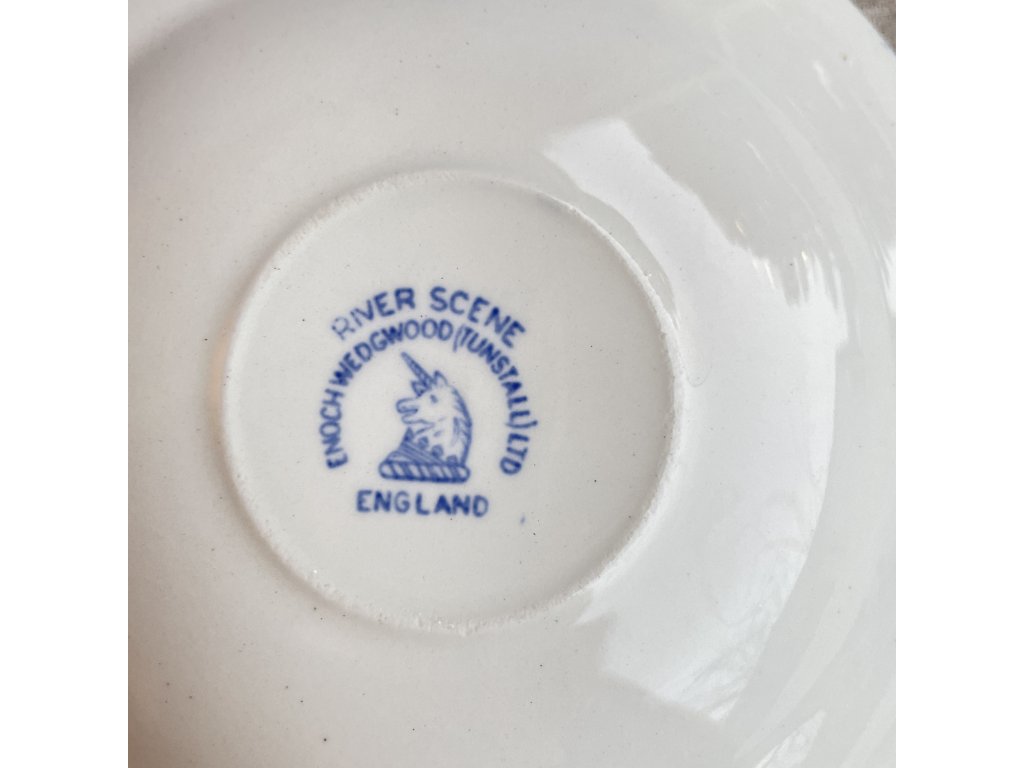 RIVER SCENE
ENOCH WEDGWOOD (TUNSTALL) LTD
ENGLAND